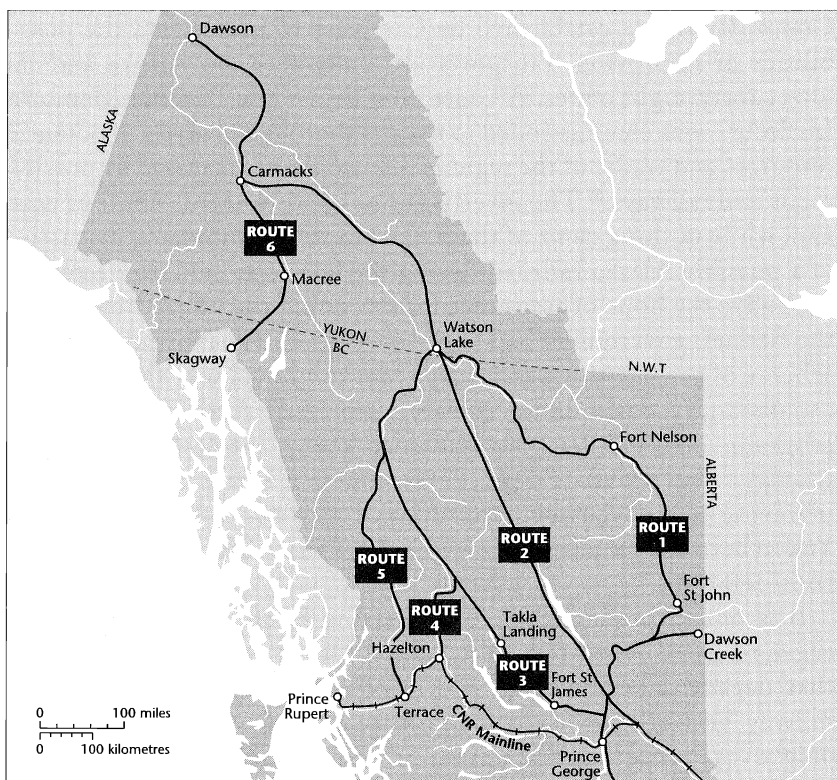 Dawson
ALASKA
Carmacks
ROUTE
6
Macree
YUKON
BC
Skagway
Watson
Lake
N.W.T
Fort Nelson
ALBERTA
ROUTE
1
ROUTE
2
ROUTE
5
Fort
St John
ROUTE
4
Takla
Landing
Hazelton
Dawson
Creek
ROUTE
3
Fort St
James
Prince
Rupert
Terrace
CNR Mainline
Prince
George
0 100 miles
0 100 kilometres